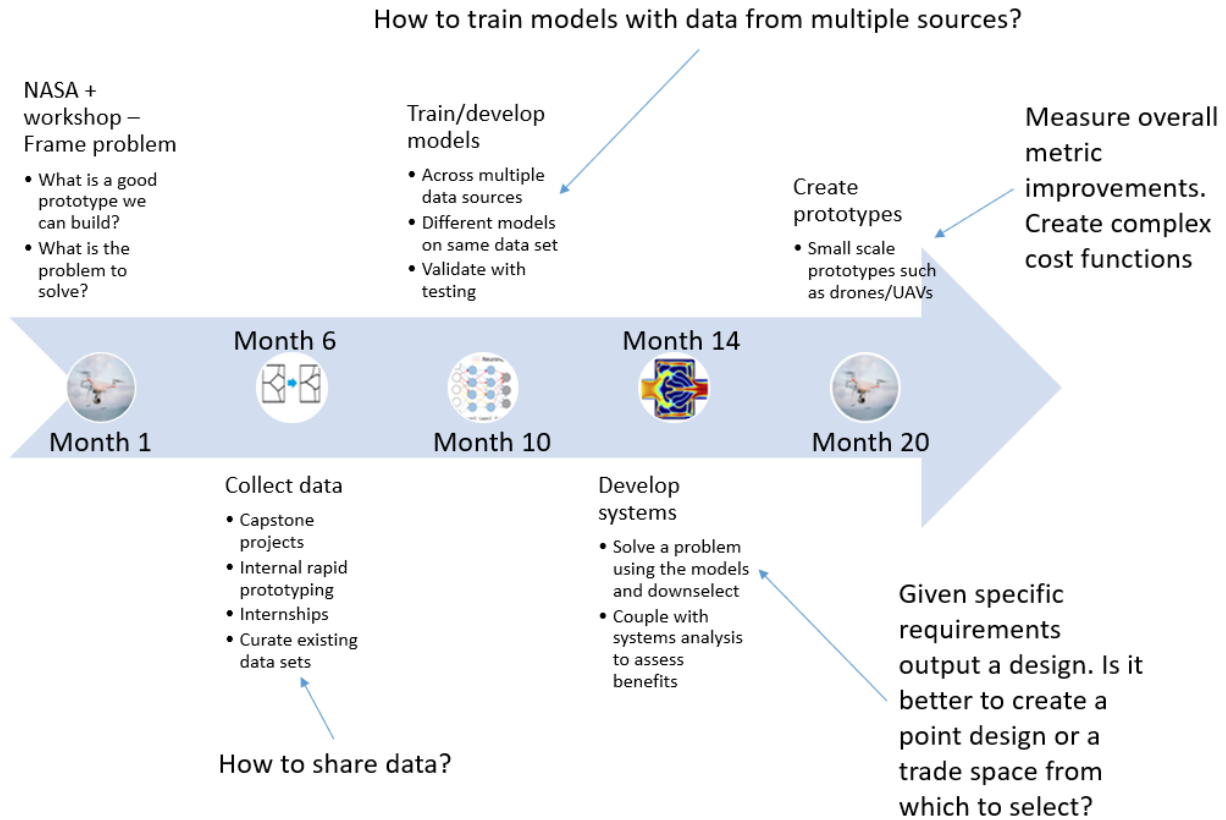 How to train models with data from multiple sources?
NASA +
workshop –
Frame problem
• What is a good
prototype we
can build?
• What is the
problem to
solve?
Train/develop
models
• Across multiple
data sources
• Different models
on same data set
• Validate with
testing
Create
prototypes
• Small scale
prototypes such
as drones/UAVs
Measure overall
metric
improvements.
Create complex
cost functions
Month 1
Month 6
Month 10
Month 14
Month 20
Collect data
• Capstone
projects
• Internal rapid
prototyping
• Internships
• Curate existing
data sets
How to share data?
Develop
systems
• Solve a problem
using the models
and downselect
• Couple with
systems analysis
to assess
benefits
Given specific
requirements
output a design. Is it
better to create a
point design or a
trade space from
which to select?